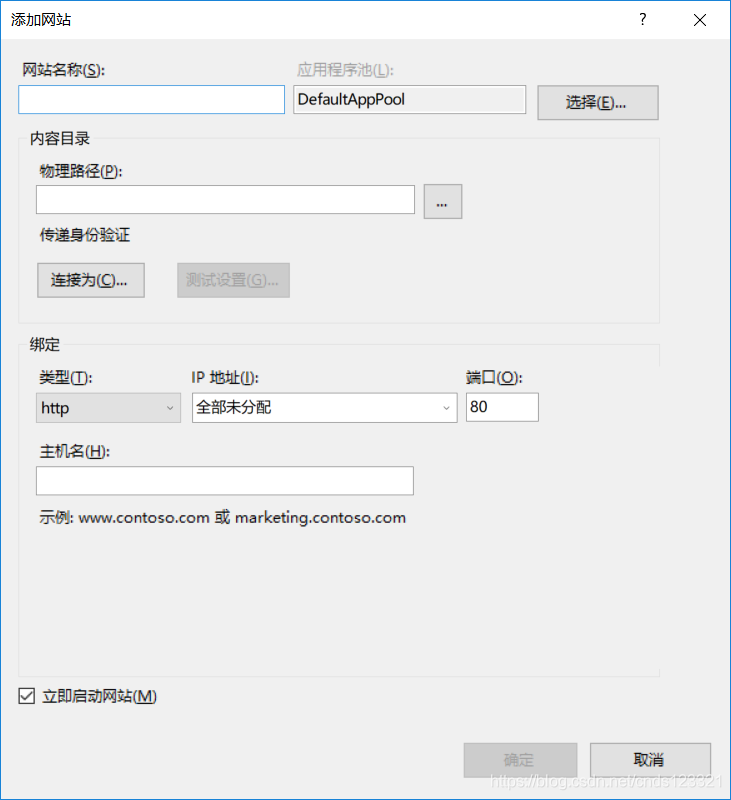 添加网站
?
网站名称(S):
应用程序池(L):
DefaultAppPool
选择(E)...
内容目录
物理路径(P):
...
传递身份验证
连接为(C)...
测试设置(G)...
绑定
类型(T):
IP 地址(I):
端口(O):
http
全部未分配
80
主机名(H):
示例: www.contoso.com 或 marketing.contoso.com
立即启动网站(M)
确定
取消
https://blog.csdn.net/cnds123321